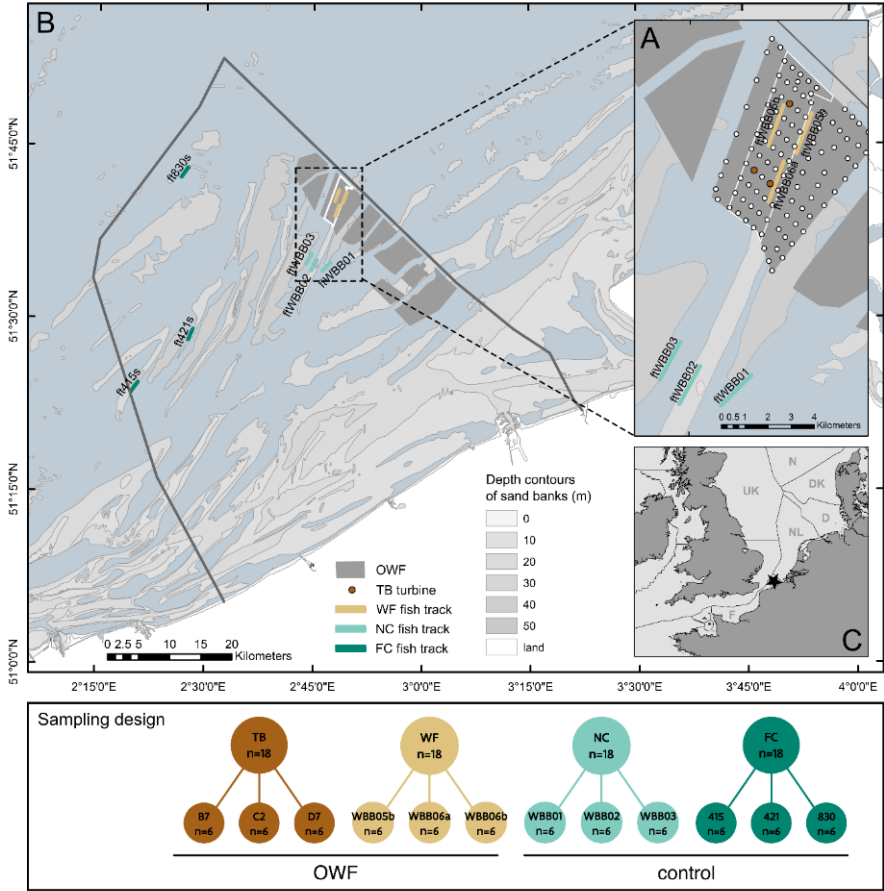 B
A
ftWBB06b
ftWBB05b
ftWBB06a
ftWBB03
ftWBB02
ftWBB01
0 0.5 1 2 3 4
Kilometers
51°45'0"N
51°30'0"N
51°15'0"N
51°0'0"N
ft830s
ft421s
ft415s
ftWBB03
ftWBB02
ftWBB01
OWF
TB turbine
WF fish track
NC fish track
FC fish track
Depth contours
of sand banks (m)
0
10
20
30
40
50
land
0 2.5 5 10 15 20
Kilometers
N
UK
DK
D
NL
F
C
2°15'0"E 2°30'0"E 2°45'0"E 3°0'0"E 3°15'0"E 3°30'0"E 3°45'0"E 4°0'0"E
Sampling design
TB
n=18
WF
n=18
NC
n=18
FC
n=18
B7
n=6
C2
n=6
D7
n=6
WBB05b
n=6
WBB06a
n=6
WBB06b
n=6
WBB01
n=6
WBB02
n=6
WBB03
n=6
415
n=6
421
n=6
830
n=6
OWF
control